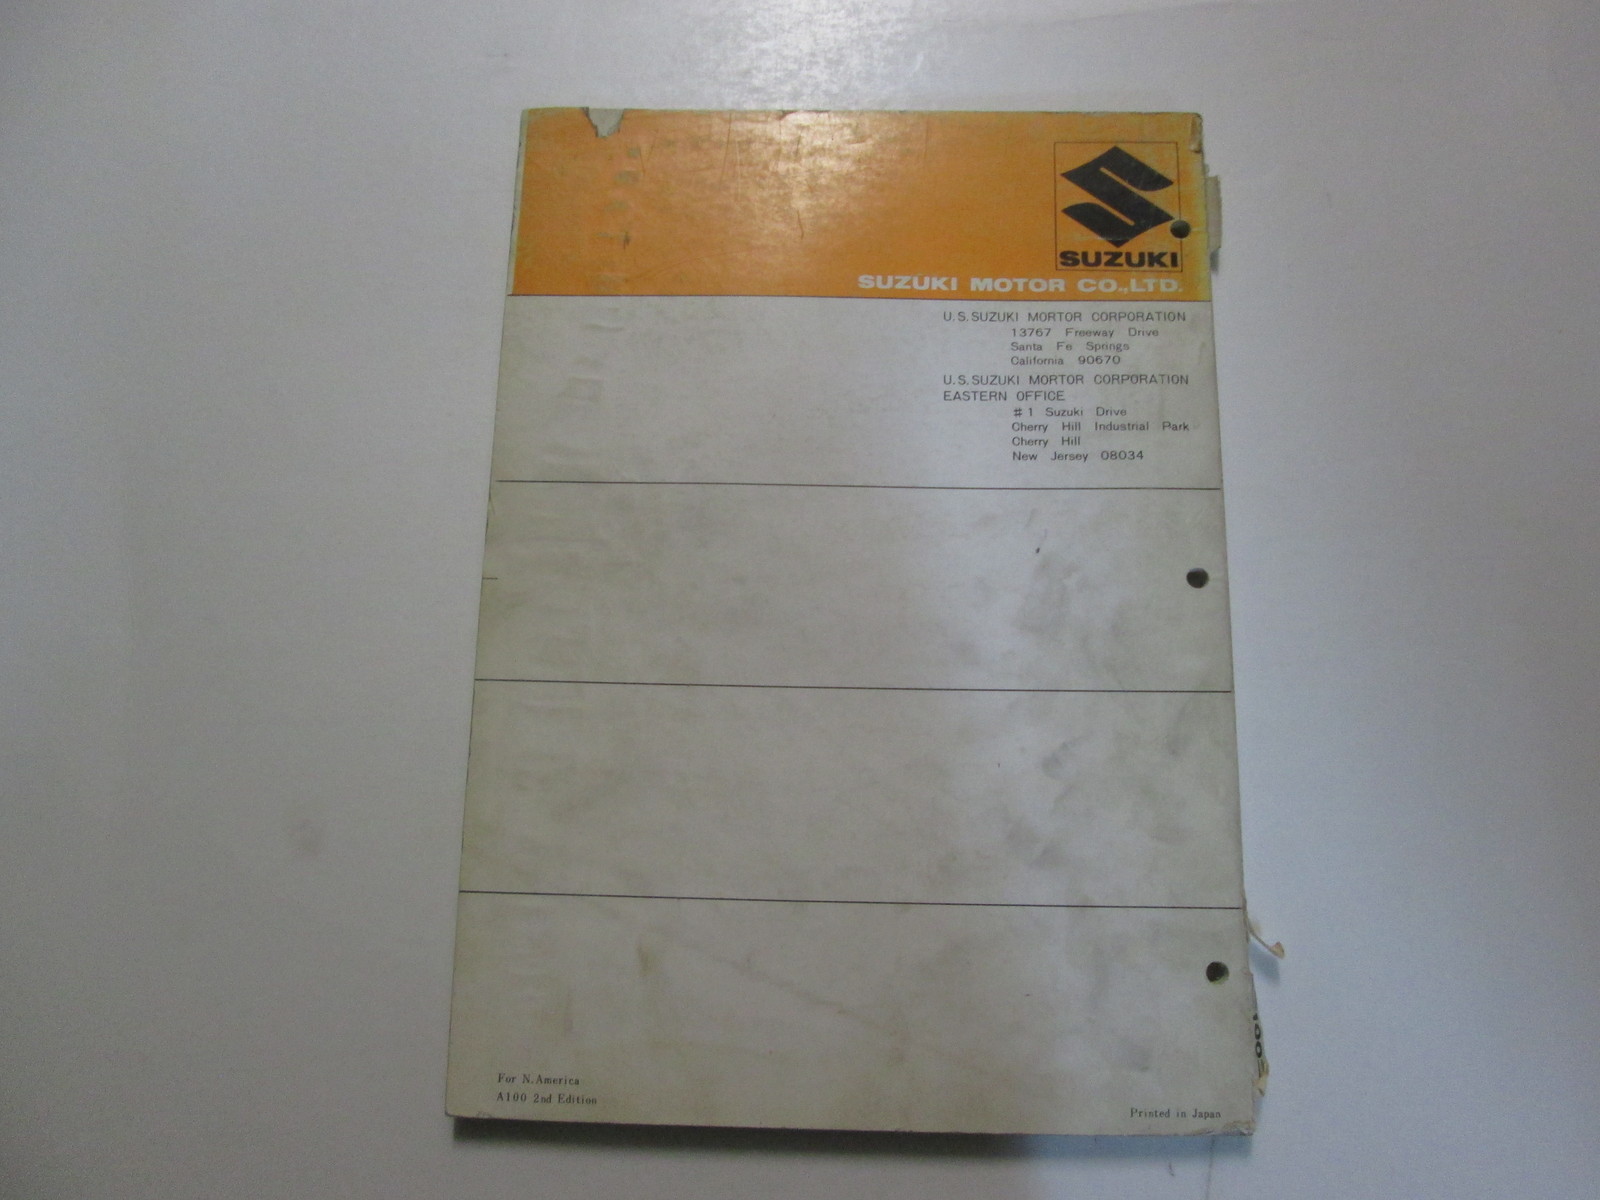 SUZUKI
SUZUKI MOTOR CO.,LTD.
U.S. SUZUKI MORTOR CORPORATION
13767 Freeway Drive
Santa Fe Springs
California 90670
U.S. SUZUKI MORTOR CORPORATION
EASTERN OFFICE
#1 Suzuki Drive
Cherry Hill Industrial Park
Cherry Hill
New Jersey 08034
For N.America
A100 2nd Edition
Printed in Japan